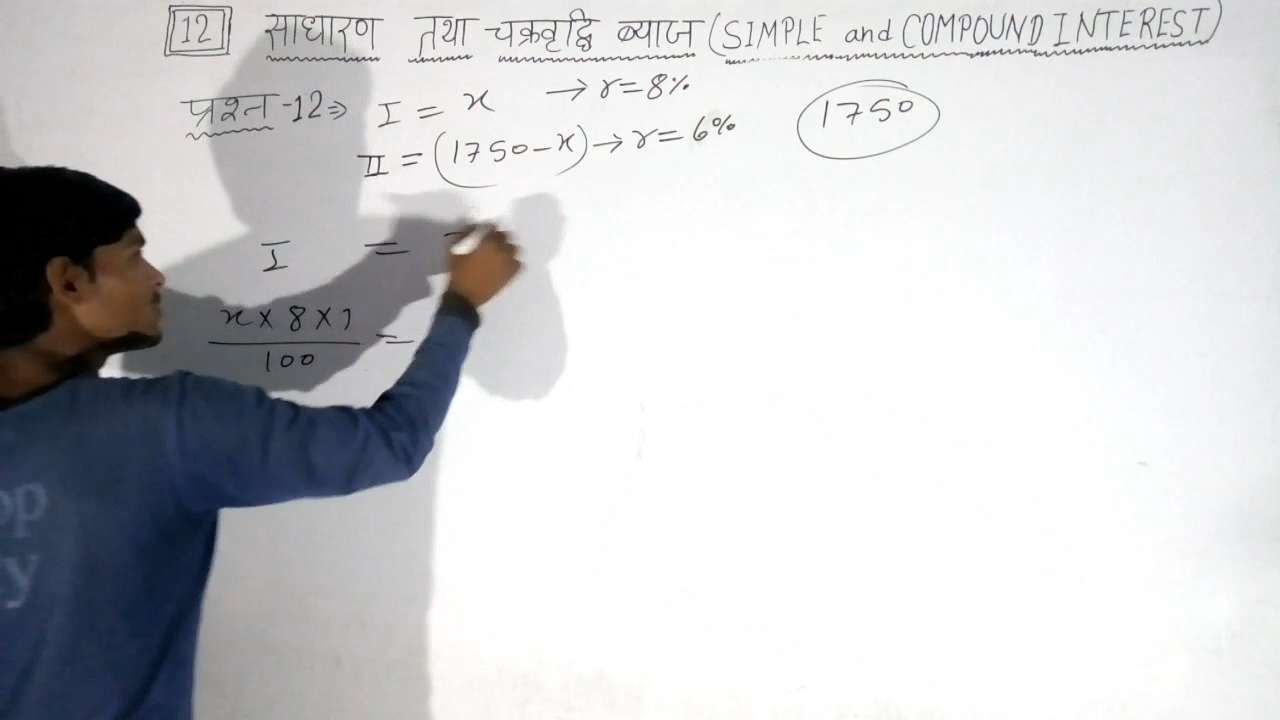 12 साधारण तथा चक्रवृद्धि ब्याज (SIMPLE and COMPOUND INTEREST)
प्रश्न-12⇒ I = x → r=8%
1750
II = (1750-x) → r= 6%
I =
x × 8 × 1
100
=
op
y